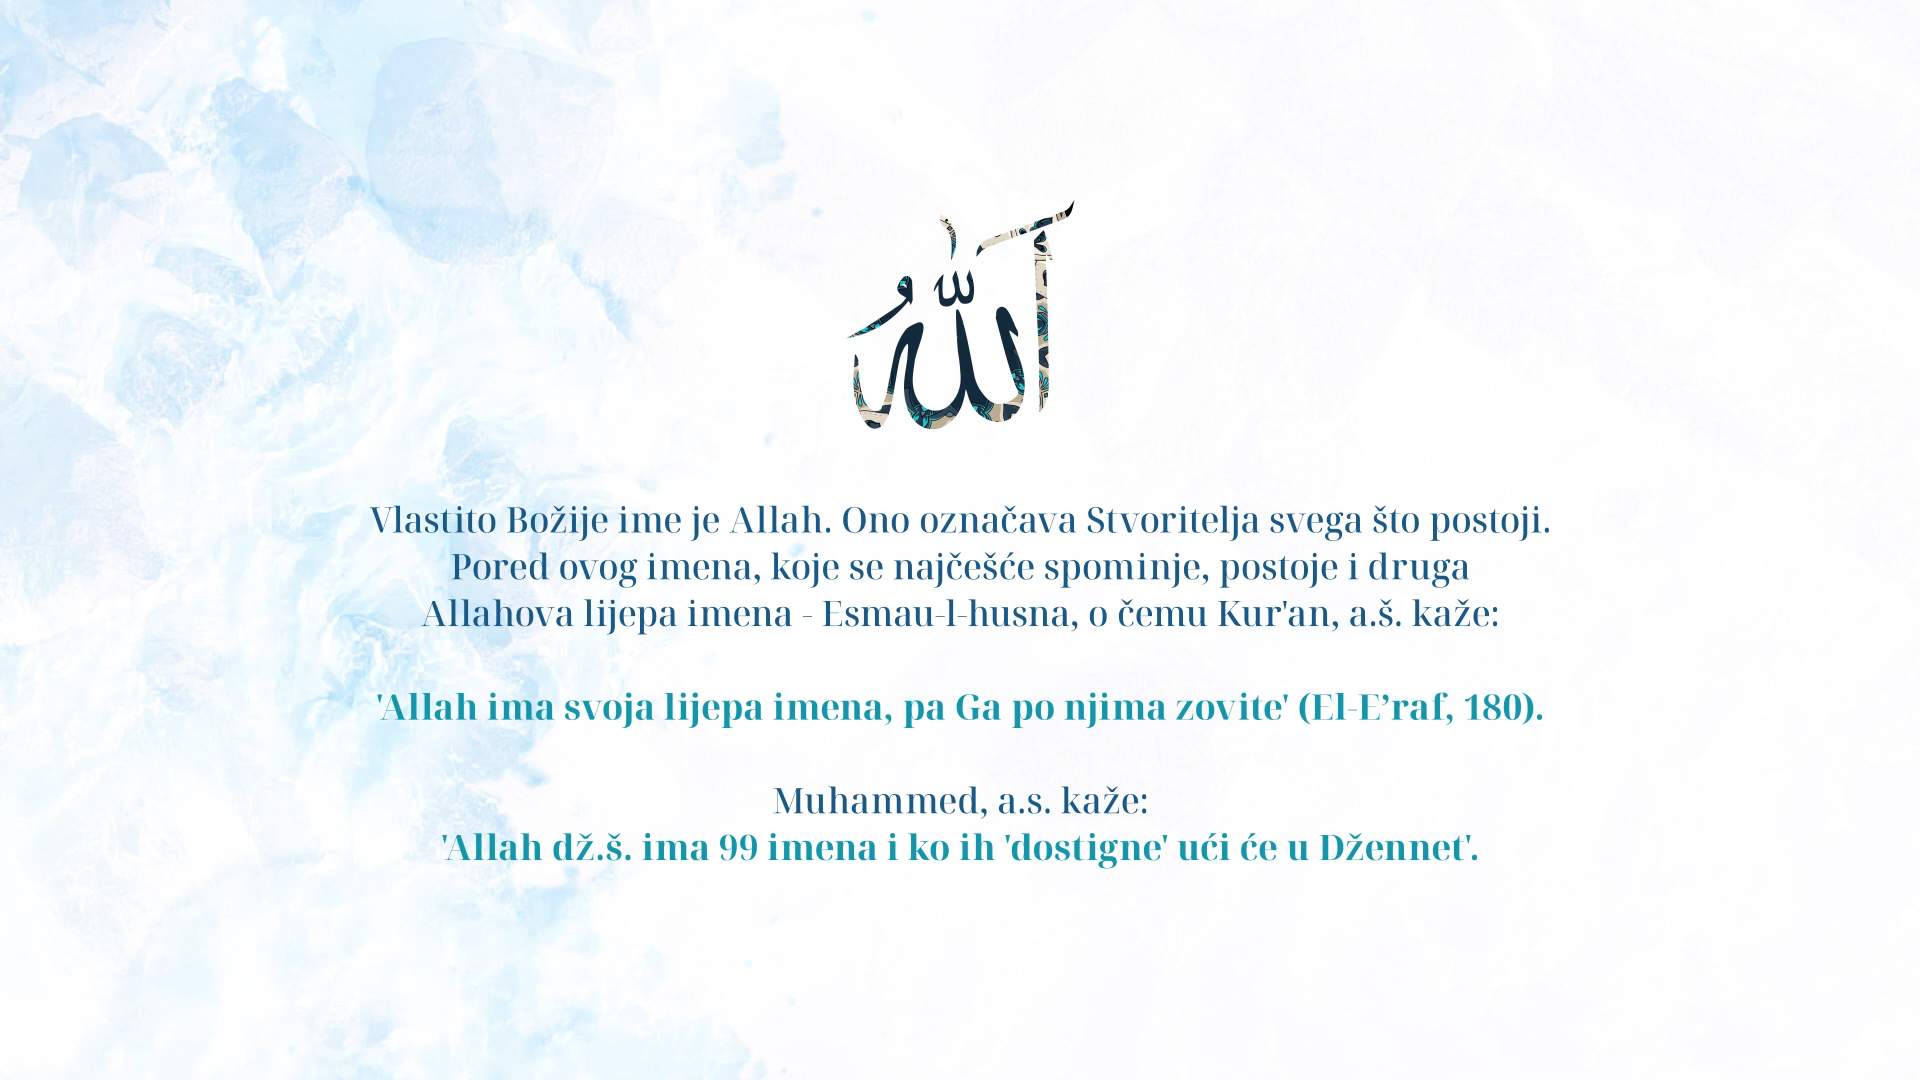 الله
Vlastito Božije ime je Allah. Ono označava Stvoritelja svega što postoji.
Pored ovog imena, koje se najčešće spominje, postoje i druga
Allahova lijepa imena - Esmau-l-husna, o čemu Kur'an, a.š. kaže:
'Allah ima svoja lijepa imena, pa Ga po njima zovite' (El-E’raf, 180).
Muhammed, a.s. kaže:
'Allah dž.š. ima 99 imena i ko ih 'dostigne' ući će u Džennet'.